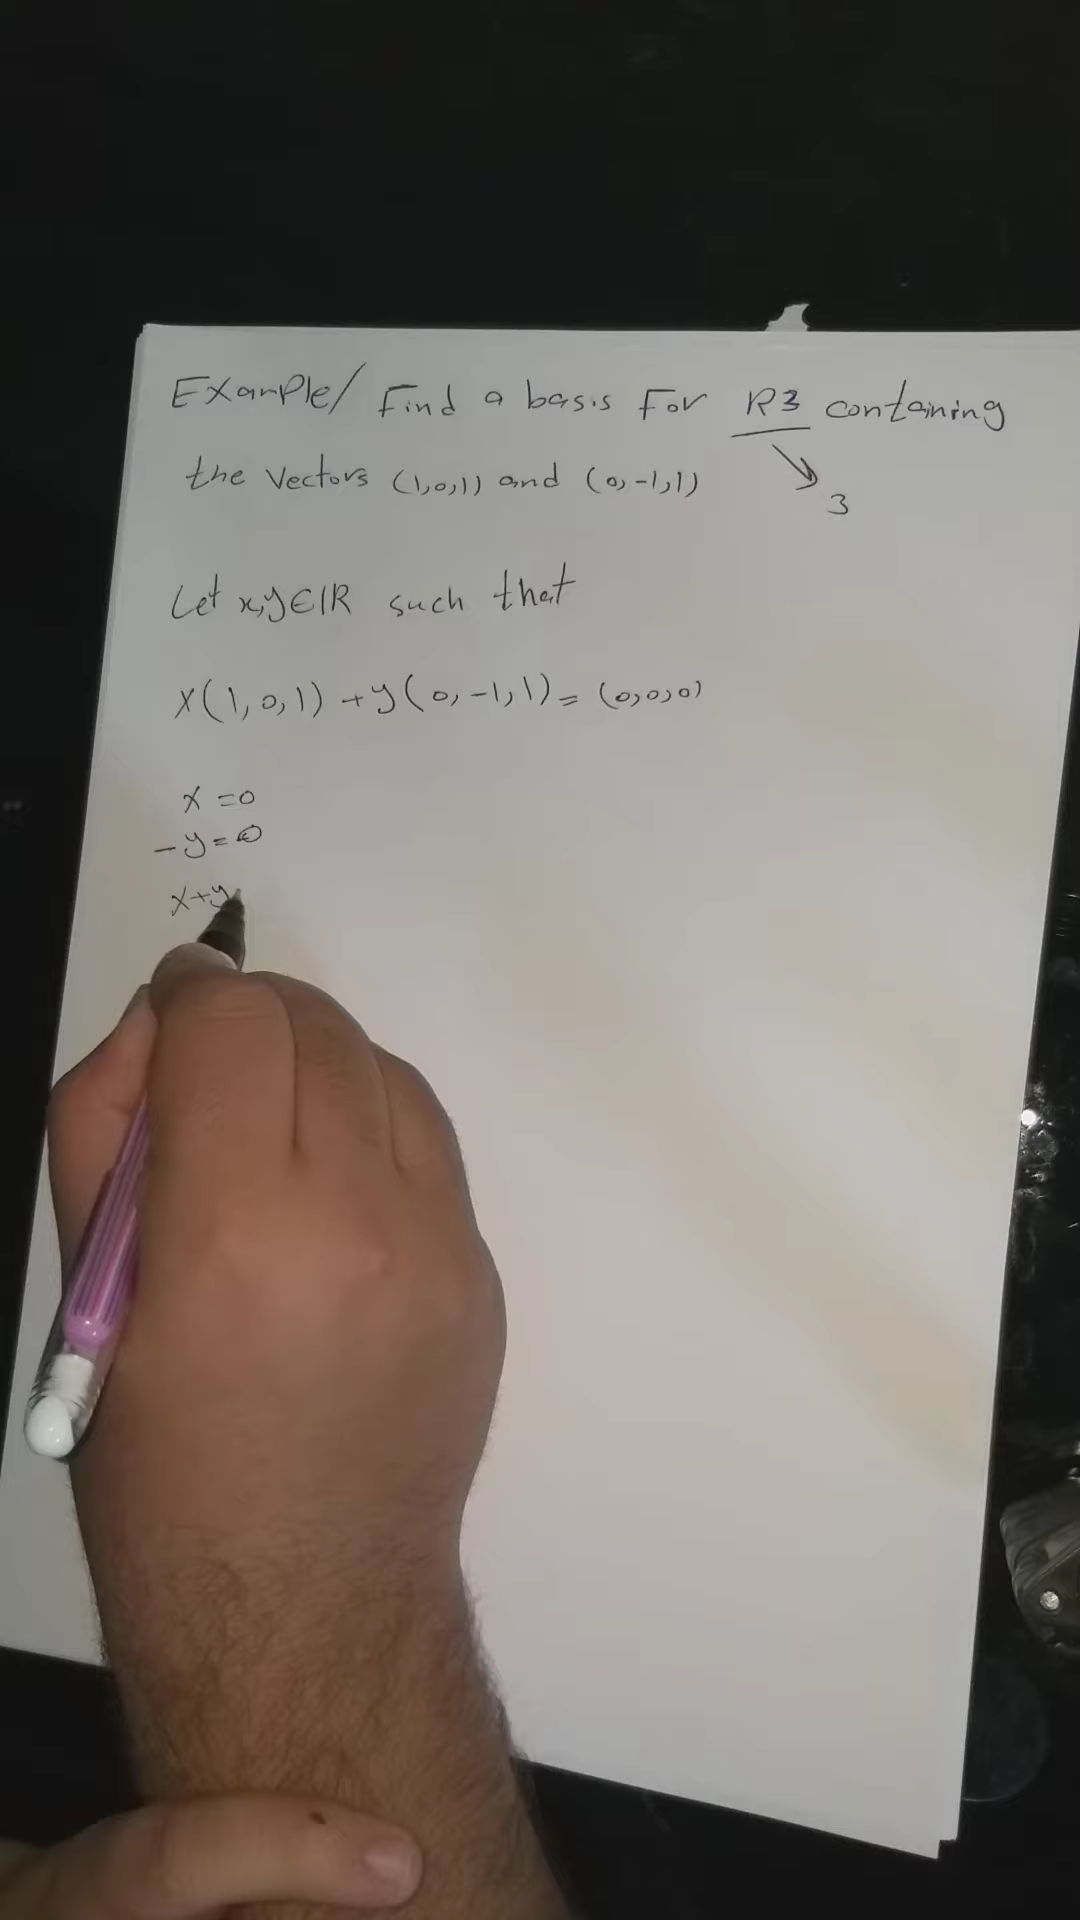 Example/ Find a basis For R3 containing
the Vectors (1,0,1) and (0,-1,1)
3
Let x,y∈IR such that
x(1,0,1)+y(0,-1,1)=(0,0,0)
x=0
-y=0
x+y